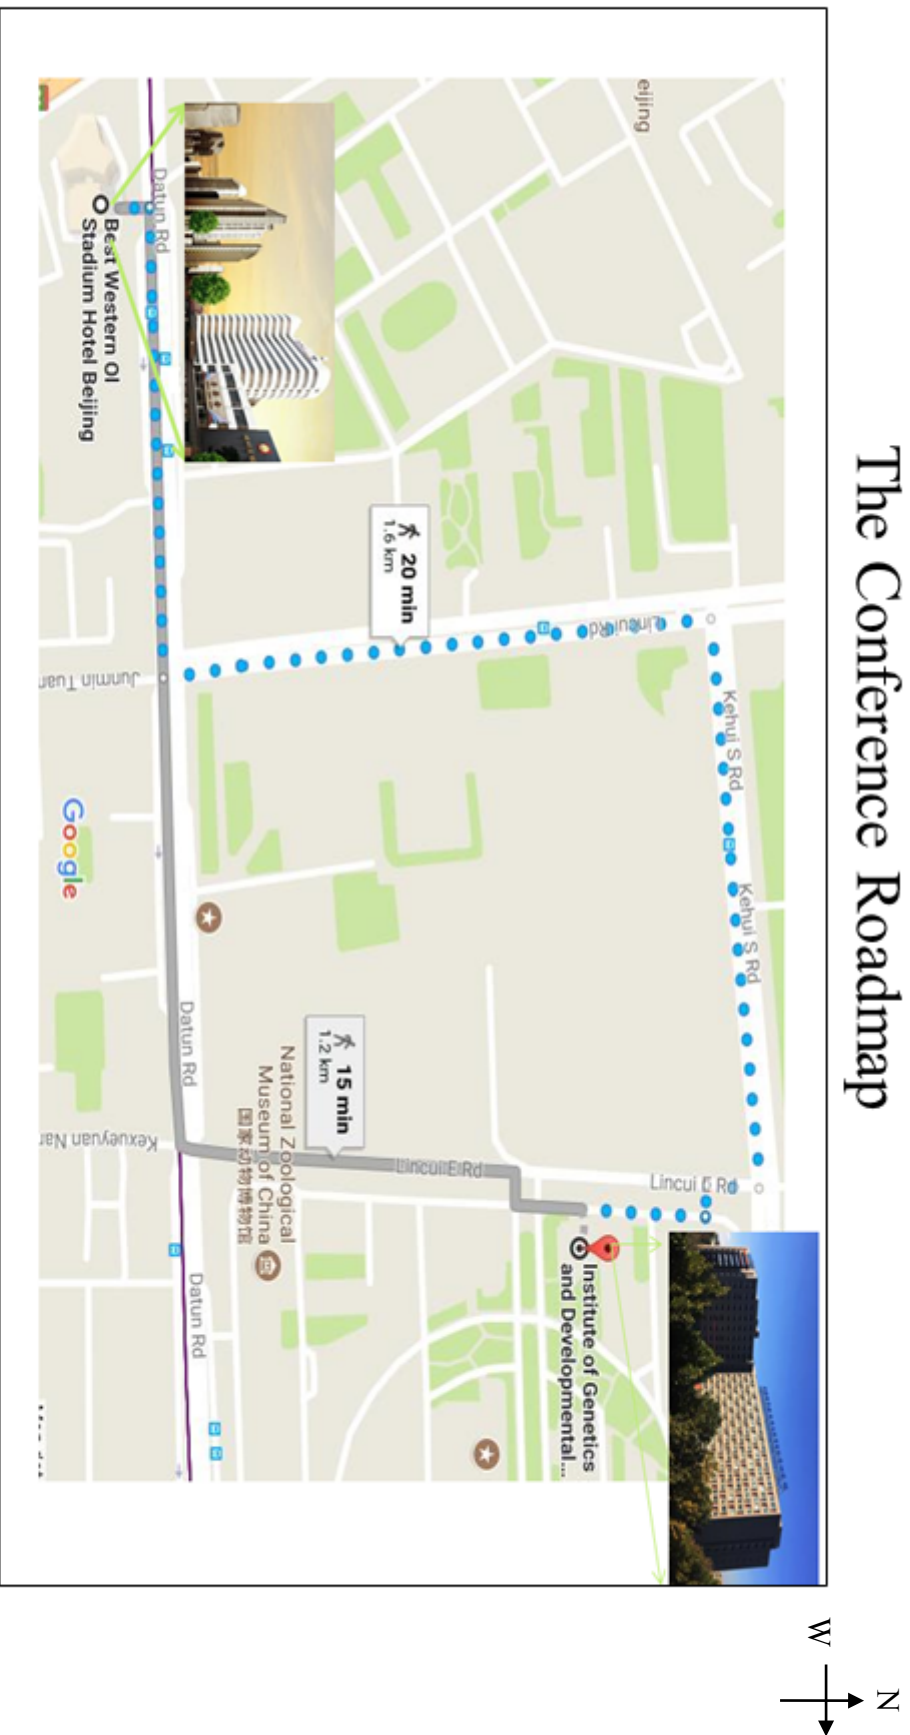 The Conference Roadmap
eijing
Lincui Rd
Kehui S Rd
Kehui S Rd
Lincui E Rd
20 min
1.6 km
15 min
1.2 km
Lincui E Rd
Institute of Genetics
and Developmental...
National Zoological
Museum of China
国家动物博物馆
Datun Rd
Datun Rd
Datun Rd
Best Western Ol
Stadium Hotel Beijing
Junmin Tuan
Kexueyuan Nan
Google
N
W